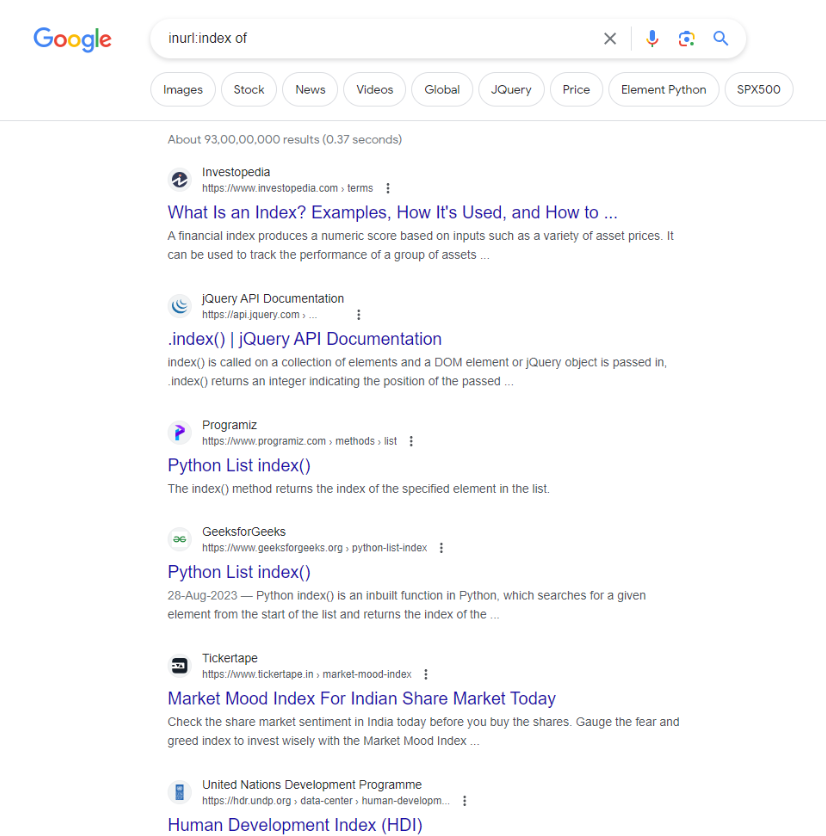 Google
inurl:index of
Images Stock News Videos Global JQuery Price Element Python SPX500
About 93,00,00,000 results (0.37 seconds)
Investopedia
https://www.investopedia.com › terms
What Is an Index? Examples, How It's Used, and How to ...
A financial index produces a numeric score based on inputs such as a variety of asset prices. It
can be used to track the performance of a group of assets ...
jQuery API Documentation
https://api.jquery.com › ...
.index() | jQuery API Documentation
index() is called on a collection of elements and a DOM element or jQuery object is passed in,
.index() returns an integer indicating the position of the passed ...
Programiz
https://www.programiz.com › methods › list
Python List index()
The index() method returns the index of the specified element in the list.
GeeksforGeeks
https://www.geeksforgeeks.org › python-list-index
Python List index()
28-Aug-2023 — Python index() is an inbuilt function in Python, which searches for a given
element from the start of the list and returns the index of the ...
Tickertape
https://www.tickertape.in › market-mood-index
Market Mood Index For Indian Share Market Today
Check the share market sentiment in India today before you buy the shares. Gauge the fear and
greed index to invest wisely with the Market Mood Index ...
United Nations Development Programme
https://hdr.undp.org › data-center › human-developm...
Human Development Index (HDI)